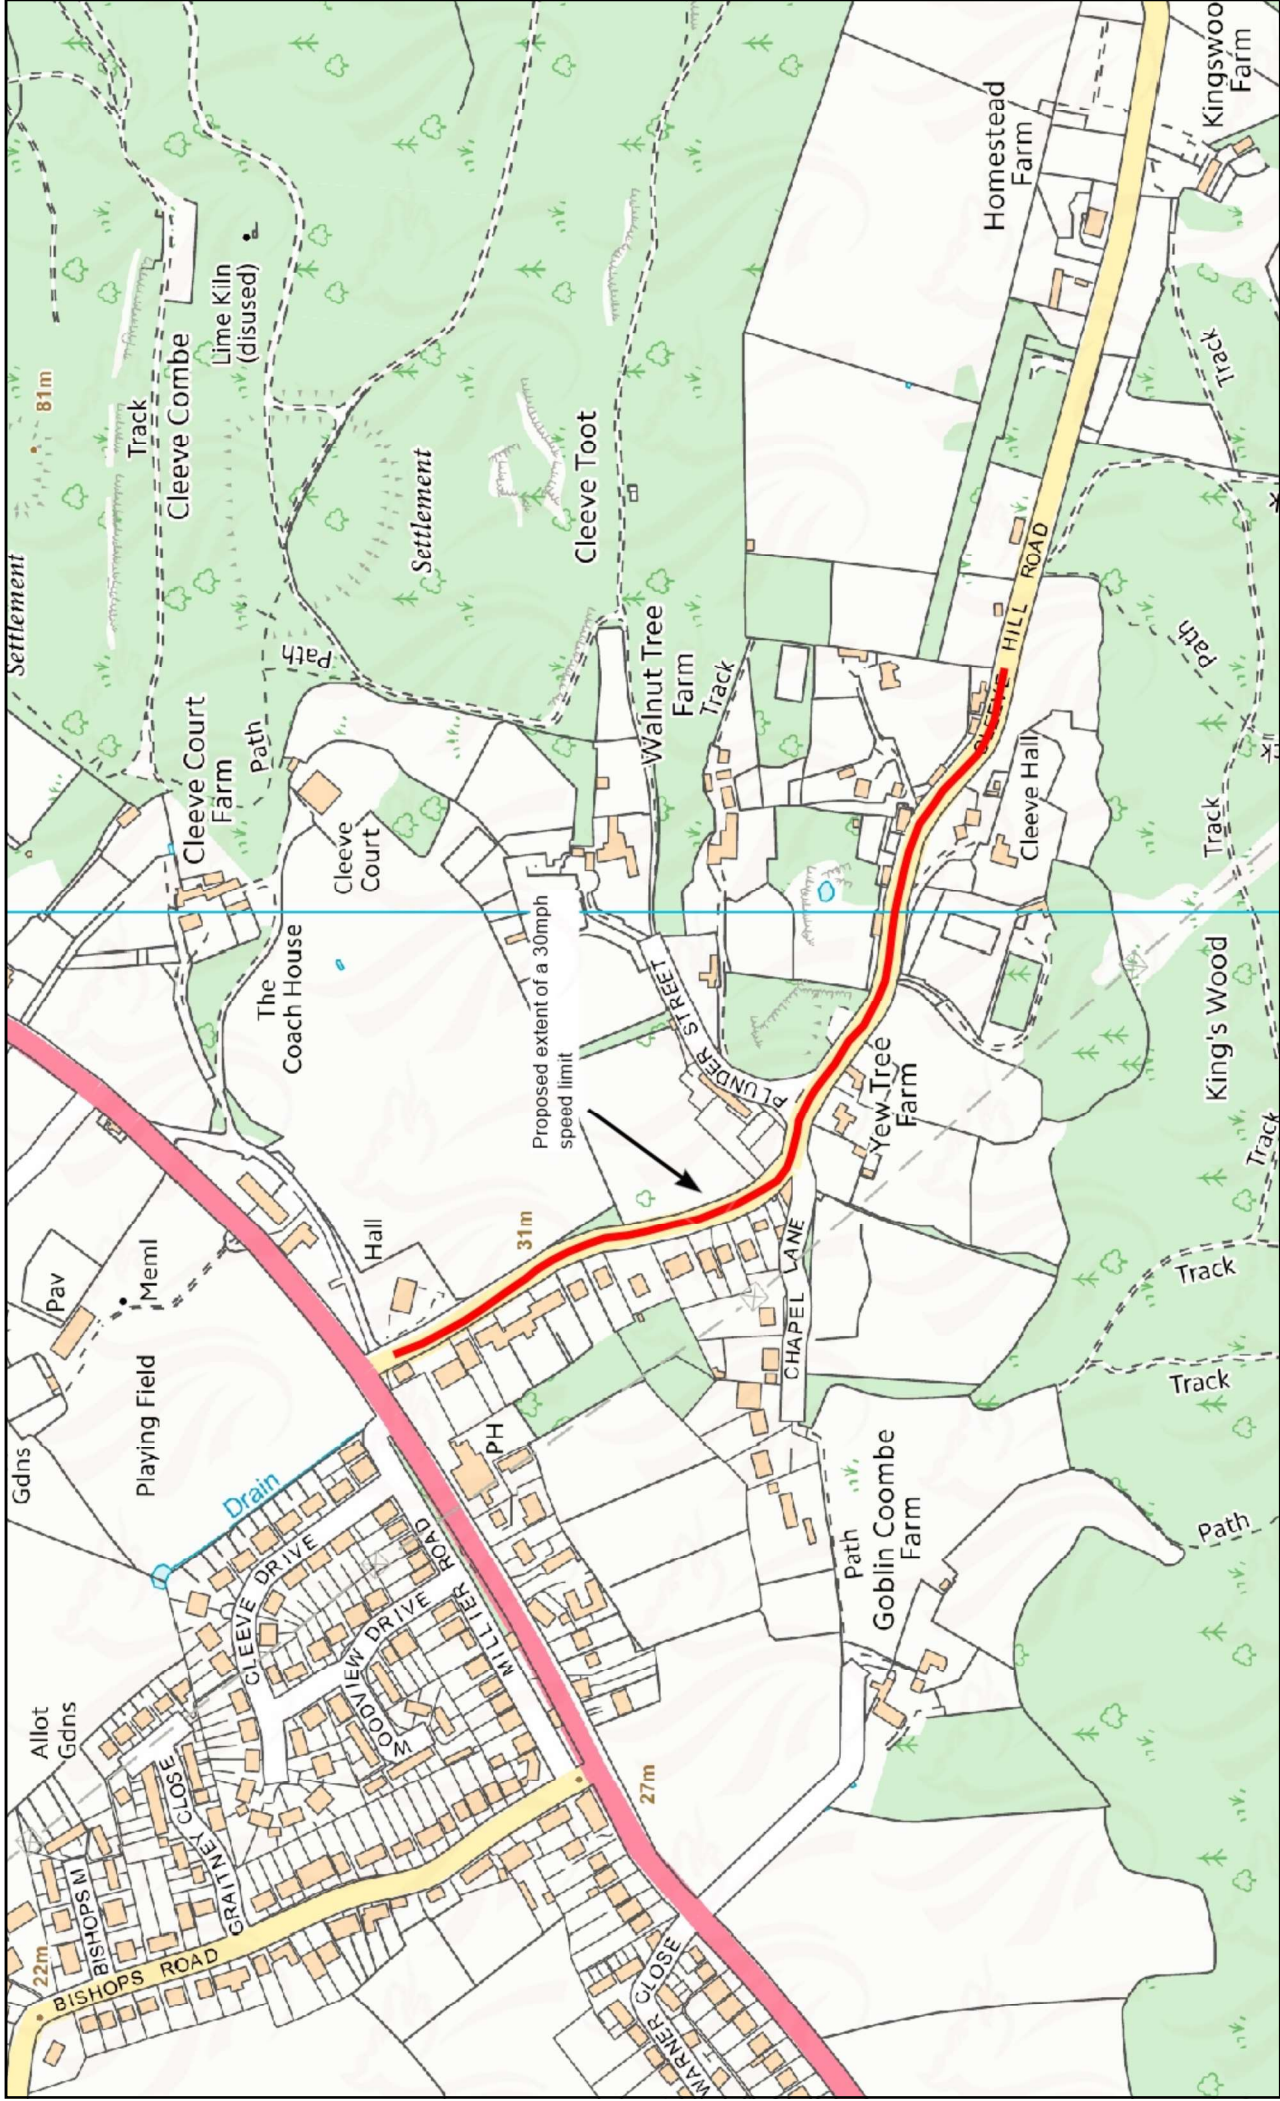 Gdns
Pav
Meml
Playing Field
Allot
Gdns
22m
BISHOPS M
BISHOPS ROAD
GRAITNEY CLOSE
CLEEVE DRIVE
WOODVIEW DRIVE
MILLIER ROAD
Drain
PH
Hall
31m
27m
WARNER CLOSE
The
Coach House
Cleeve Court
Farm
Cleeve
Court
Path
Path
Settlement
81m
Track
Cleeve Combe
Lime Kiln
(disused)
Settlement
Cleeve Toot
Walnut Tree
Farm
Track
Proposed extent of a 30mph
speed limit
PLUNDER STREET
CHAPEL LANE
Yew Tree
Farm
Cleeve Hall
CLEEVE HILL ROAD
Homestead
Farm
Kingswoo
Farm
Track
Path
Track
King's Wood
Track
Track
Track
Path
Path
Goblin Coombe
Farm